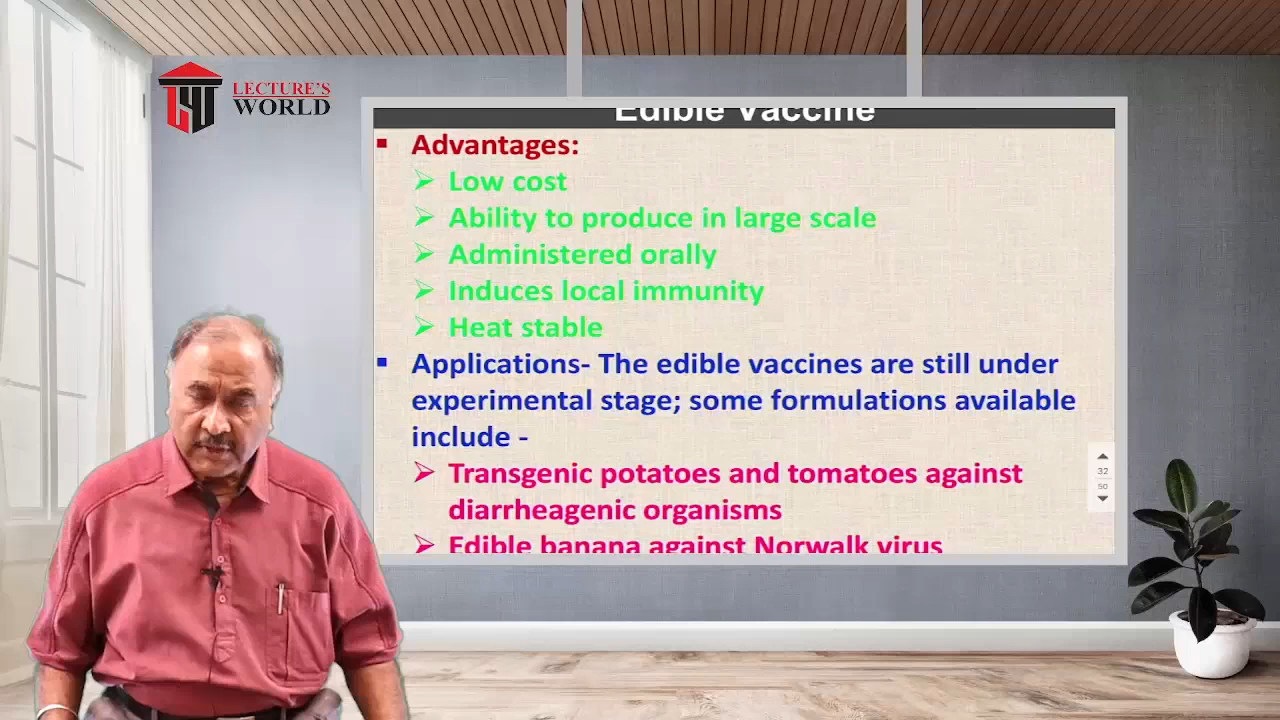 LECTURE'S
WORLD
Edible Vaccine
Advantages:
Low cost
Ability to produce in large scale
Administered orally
Induces local immunity
Heat stable
Applications- The edible vaccines are still under
experimental stage; some formulations available
include -
Transgenic potatoes and tomatoes against
diarrheagenic organisms
Edible banana against Norwalk virus
32
50